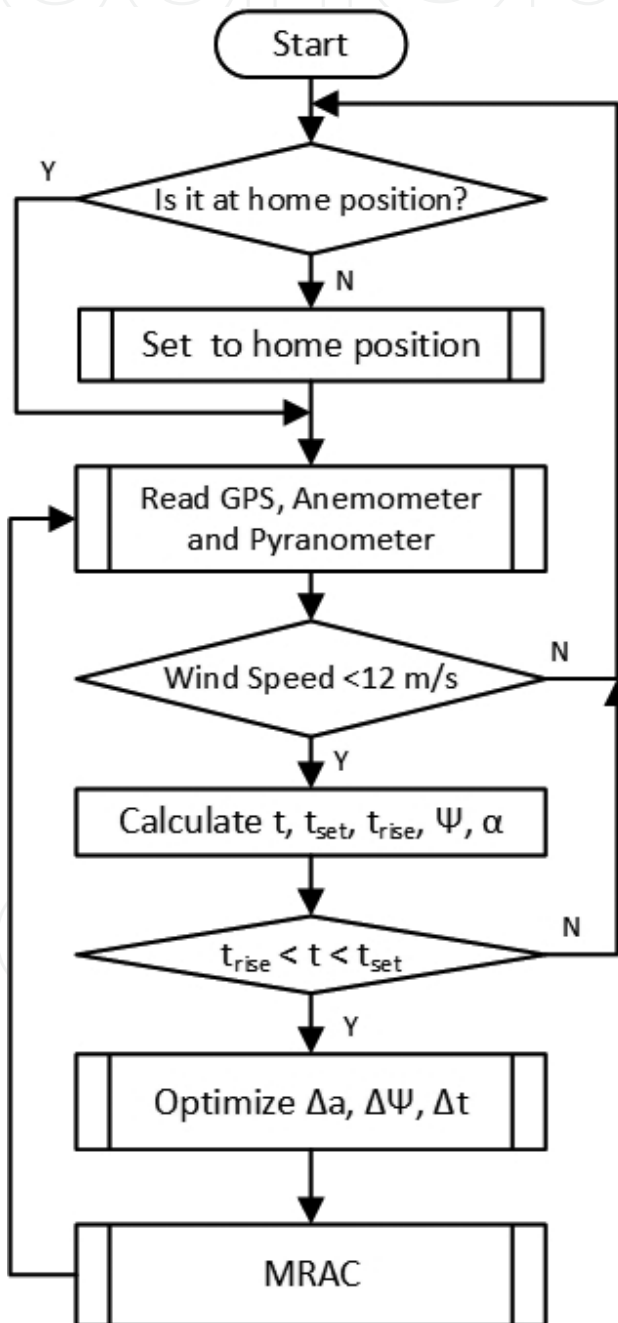 Start
Y
Is it at home position?
N
Set to home position
Read GPS, Anemometer
and Pyranometer
N
Wind Speed <12 m/s
Y
Calculate t, tset, trise, Ψ, α
N
trise < t < tset
Y
Optimize Δa, ΔΨ, Δt
MRAC